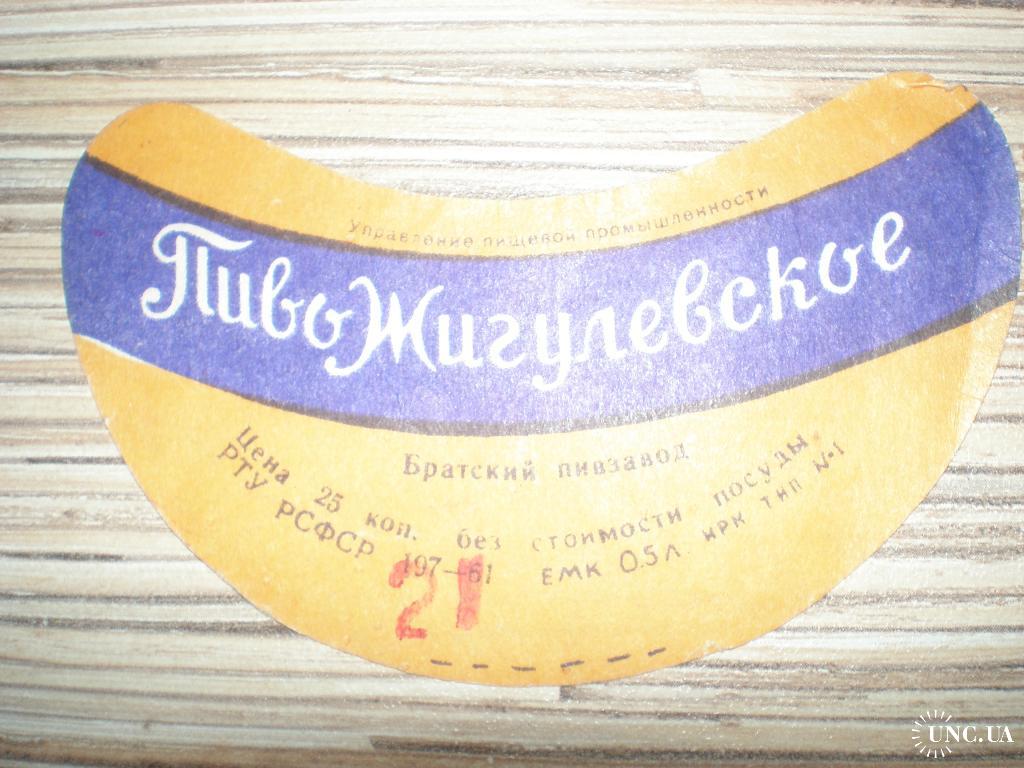 Управление пищевой промышленности
Пиво Жигулевское
Братский пивзавод
Цена 25 коп. без стоимости посуды.
РТУ РСФСР 197—61 ЕМК 0.5Л. ИРК ТИП №1
21
UNC.UA